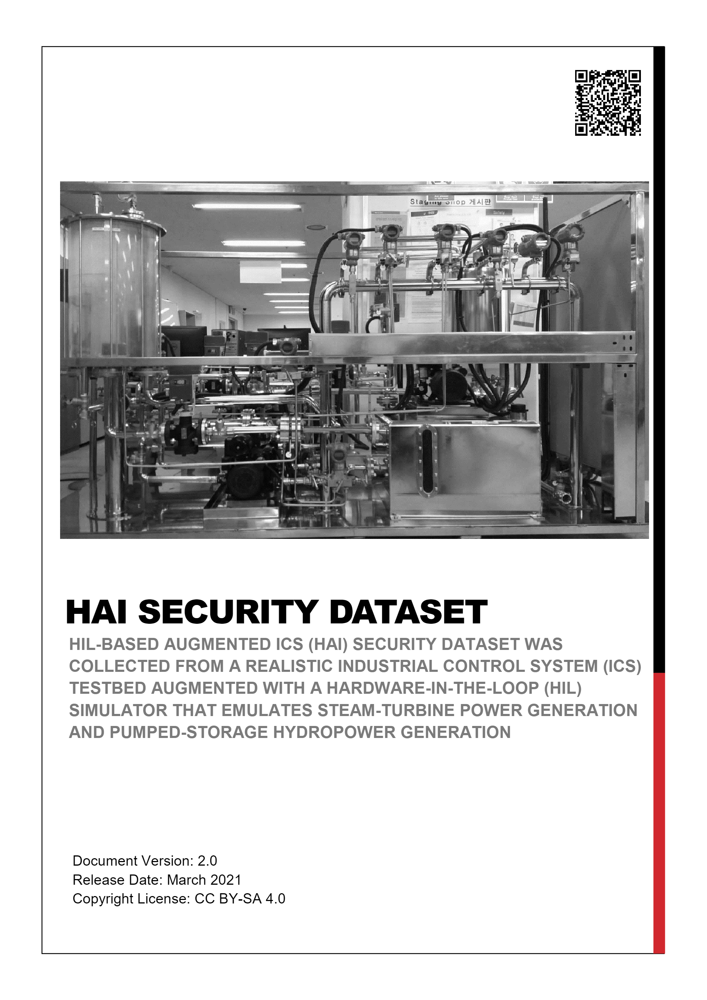 Staging Shop 게시판
Safety
HAI SECURITY DATASET
HIL-BASED AUGMENTED ICS (HAI) SECURITY DATASET WAS
COLLECTED FROM A REALISTIC INDUSTRIAL CONTROL SYSTEM (ICS)
TESTBED AUGMENTED WITH A HARDWARE-IN-THE-LOOP (HIL)
SIMULATOR THAT EMULATES STEAM-TURBINE POWER GENERATION
AND PUMPED-STORAGE HYDROPOWER GENERATION
Document Version: 2.0
Release Date: March 2021
Copyright License: CC BY-SA 4.0